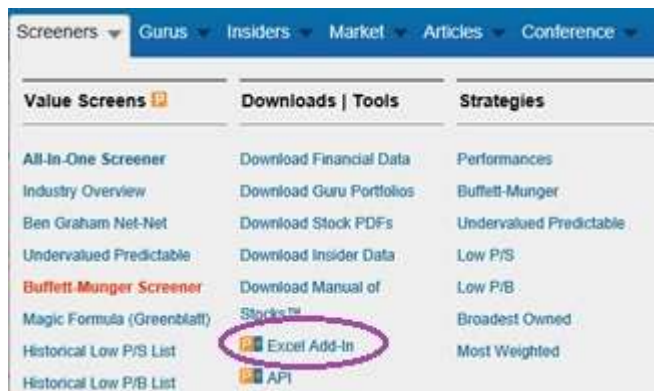 Screeners Gurus Insiders Market Articles Conference
Value Screens P
All-In-One Screener
Industry Overview
Ben Graham Net-Net
Undervalued Predictable
Buffett-Munger Screener
Magic Formula (Greenblatt)
Historical Low P/S List
Historical Low P/B List
Downloads | Tools
Download Financial Data
Download Guru Portfolios
Download Stock PDFs
Download Insider Data
Download Manual of
Stocks™
P Excel Add-In
P API
Strategies
Performances
Buffett-Munger
Undervalued Predictable
Low P/S
Low P/B
Broadest Owned
Most Weighted